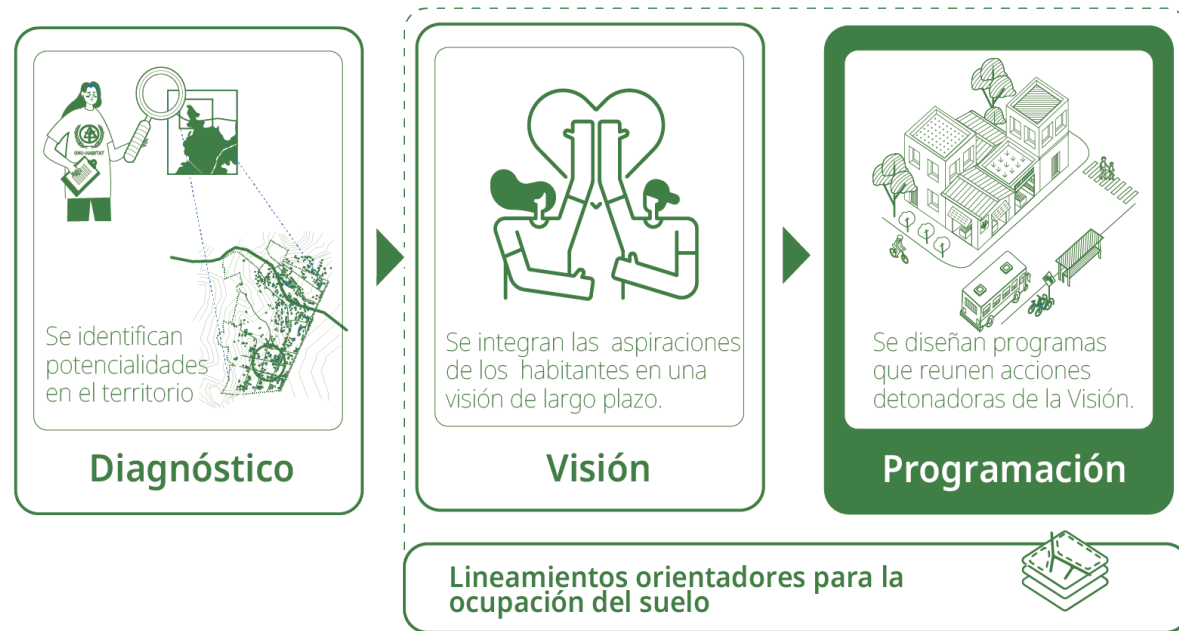 ONU-HABITAT
Se identifican
potencialidades
en el territorio
Diagnóstico
Se integran las aspiraciones
de los habitantes en una
visión de largo plazo.
Visión
Se diseñan programas
que reunen acciones
detonadoras de la Visión.
Programación
Lineamientos orientadores para la
ocupación del suelo